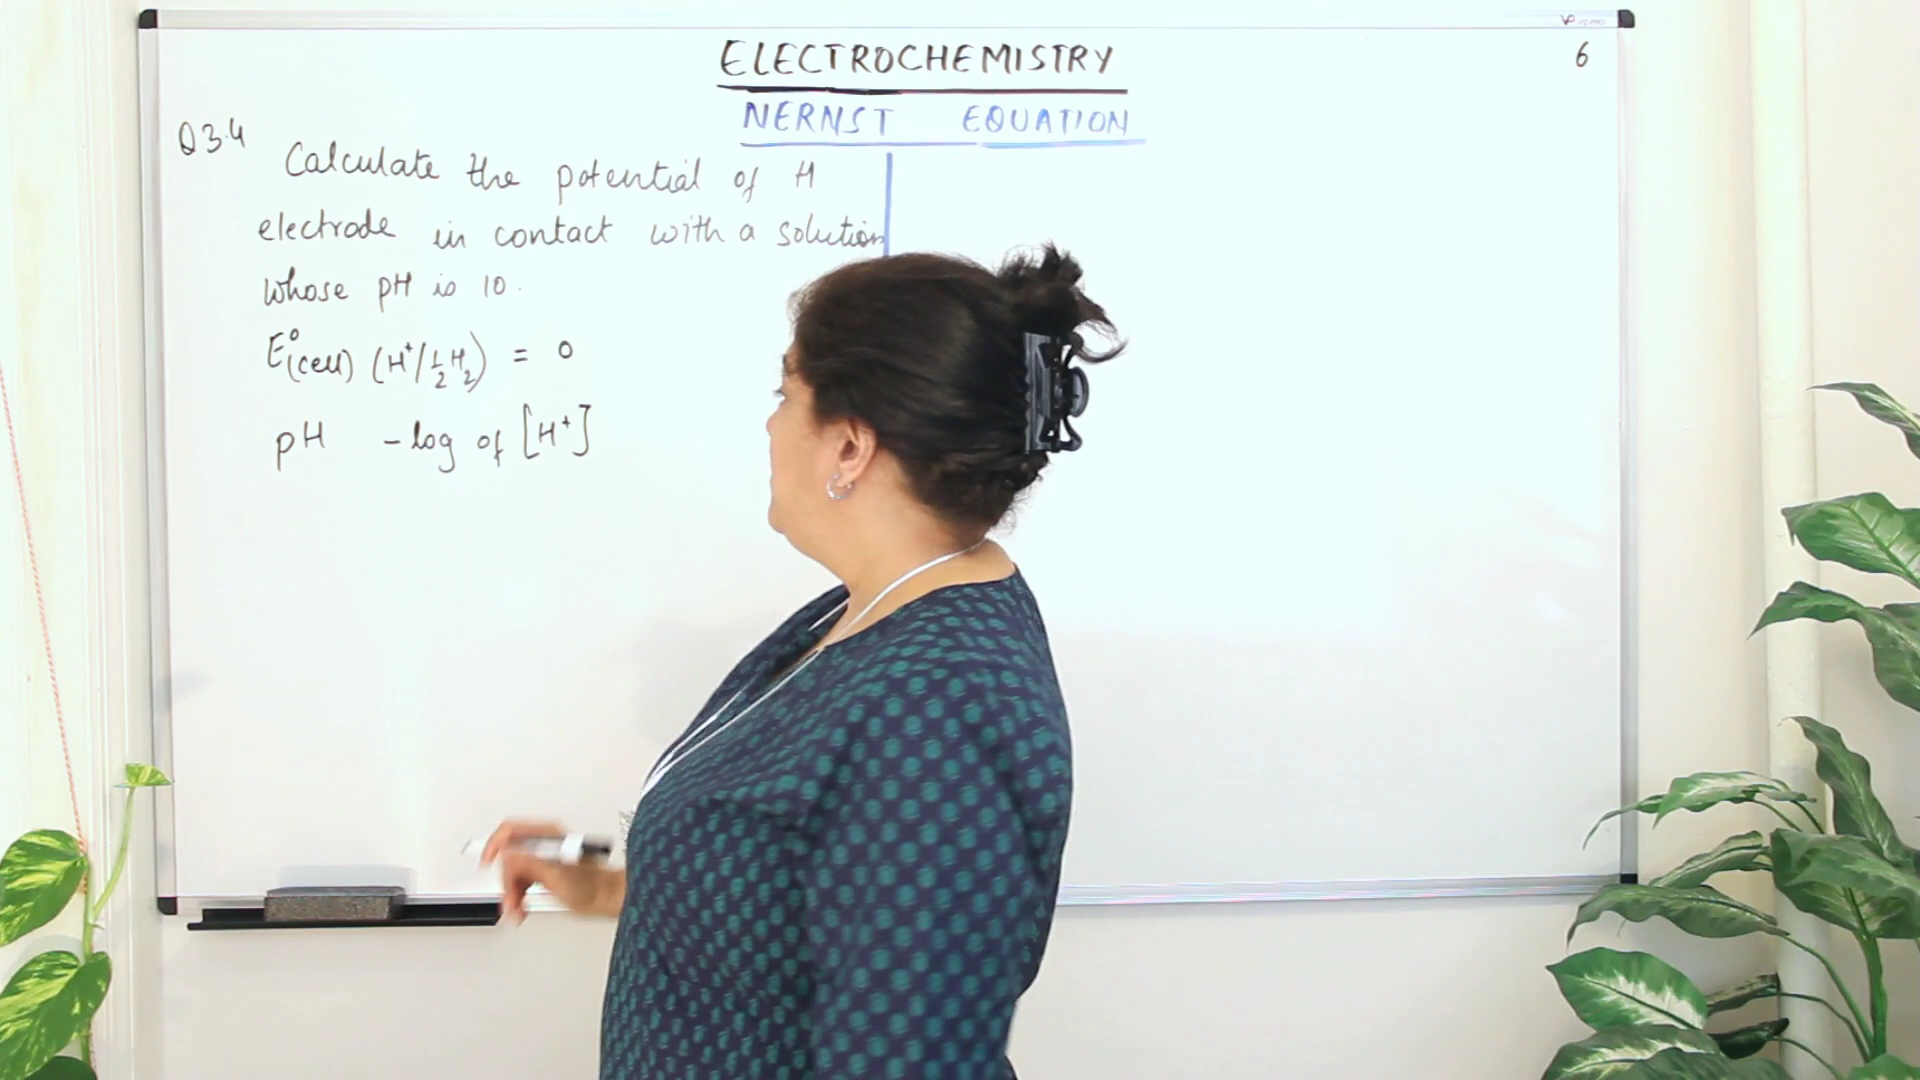 ELECTROCHEMISTRY
6
NERNST EQUATION
Q3.4
Calculate the potential of H
electrode in contact with a solution
whose pH is 10.
E⁰(cell) (H⁺/½H₂) = 0
pH -log of [H⁺]